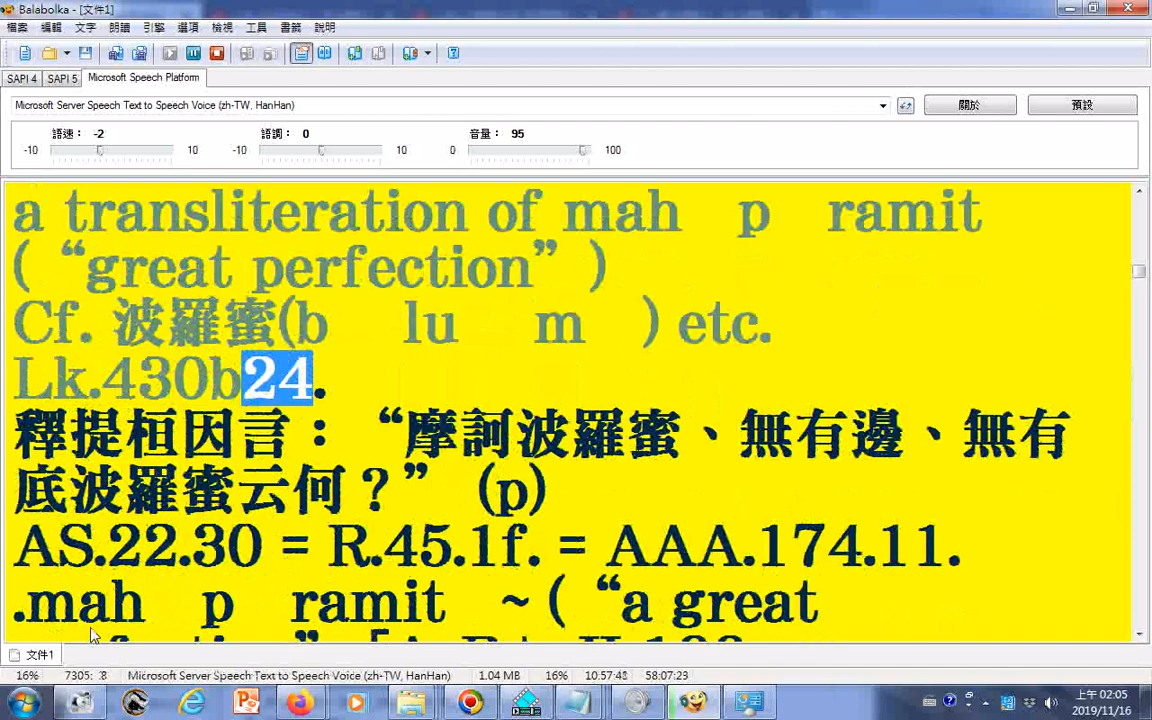 Balabolka - [文件1]
檔案 編輯 文字 朗讀 引擎 選項 檢視 工具 書籤 說明
SAPI 4 SAPI 5 Microsoft Speech Platform
Microsoft Server Speech Text to Speech Voice (zh-TW, HanHan) 關於 預設
語速： -2 語調： 0 音量： 95
-10 10 -10 10 0 100
a transliteration of mah p ramit
( “great perfection” )
Cf. 波羅蜜(b lu m ) etc.
Lk.430b24.
釋提桓因言：“摩訶波羅蜜、無有邊、無有
底波羅蜜云何？” (p)
AS.22.30 = R.45.1f. = AAA.174.11.
.mah p ramit ~ ( “a great
文件1
16% Microsoft Server Speech Text to Speech Voice (zh-TW, HanHan) 1.04 MB 16% 10:57:48 58:07:23
上午 02:05
2019/11/16